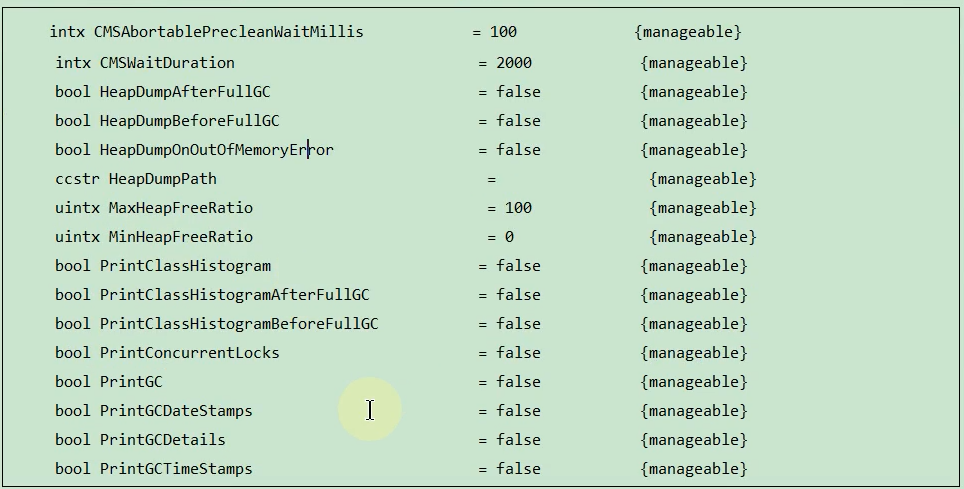 intx CMSAbortablePrecleanWaitMillis = 100 {manageable}
intx CMSWaitDuration = 2000 {manageable}
bool HeapDumpAfterFullGC = false {manageable}
bool HeapDumpBeforeFullGC = false {manageable}
bool HeapDumpOnOutOfMemoryError = false {manageable}
ccstr HeapDumpPath = {manageable}
uintx MaxHeapFreeRatio = 100 {manageable}
uintx MinHeapFreeRatio = 0 {manageable}
bool PrintClassHistogram = false {manageable}
bool PrintClassHistogramAfterFullGC = false {manageable}
bool PrintClassHistogramBeforeFullGC = false {manageable}
bool PrintConcurrentLocks = false {manageable}
bool PrintGC = false {manageable}
bool PrintGCDateStamps = false {manageable}
bool PrintGCDetails = false {manageable}
bool PrintGCTimeStamps = false {manageable}